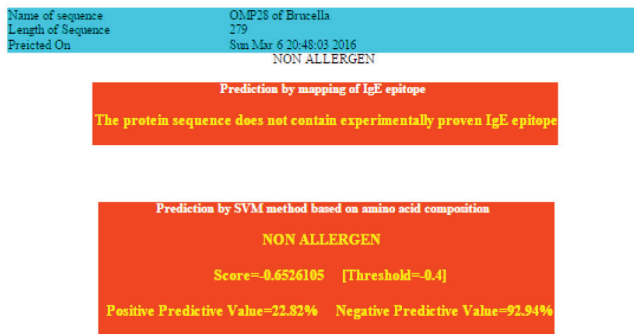 Name of sequence OMP28 of Brucella
Length of Sequence 279
Preicted On Sun Mar 6 20:48:03 2016
NON ALLERGEN
Prediction by mapping of IgE epitope
The protein sequence does not contain experimentally proven IgE epitope
Prediction by SVM method based on amino acid composition
NON ALLERGEN
Score=-0.6526105 [Threshold=-0.4]
Positive Predictive Value=22.82% Negative Predictive Value=92.94%